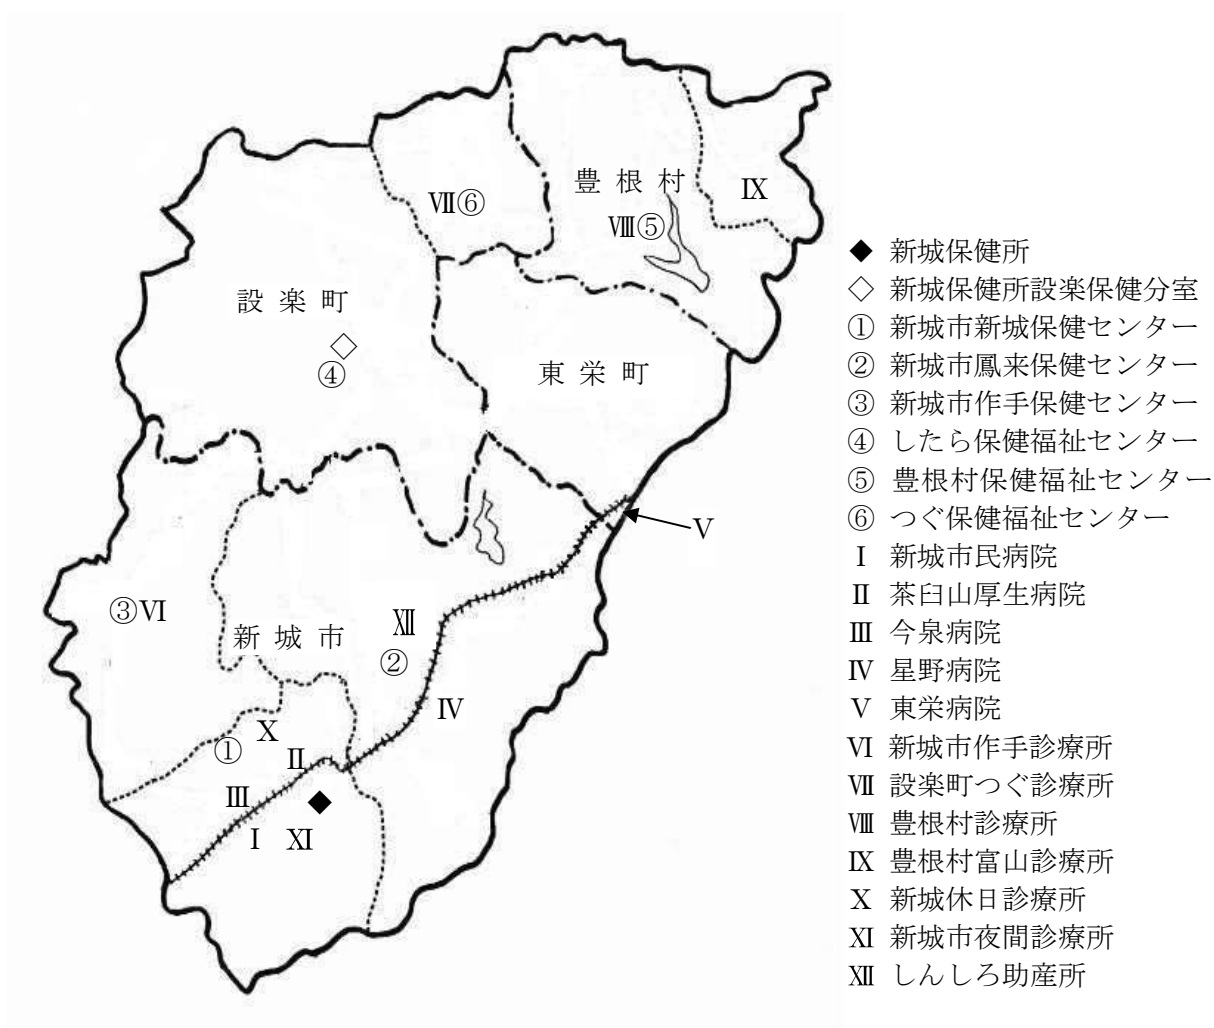 豊根村
Ⅸ
Ⅶ⑥
Ⅷ⑤
設楽町
◇
④
東栄町
Ⅴ
③Ⅵ
新城市
Ⅻ
②
Ⅳ
Ⅹ
①
Ⅱ
Ⅲ
◆
Ⅰ Ⅺ
◆ 新城保健所
◇ 新城保健所設楽保健分室
① 新城市新城保健センター
② 新城市鳳来保健センター
③ 新城市作手保健センター
④ したら保健福祉センター
⑤ 豊根村保健福祉センター
⑥ つぐ保健福祉センター
Ⅰ 新城市民病院
Ⅱ 茶臼山厚生病院
Ⅲ 今泉病院
Ⅳ 星野病院
Ⅴ 東栄病院
Ⅵ 新城市作手診療所
Ⅶ 設楽町つぐ診療所
Ⅷ 豊根村診療所
Ⅸ 豊根村富山診療所
Ⅹ 新城休日診療所
Ⅺ 新城市夜間診療所
Ⅻ しんしろ助産所